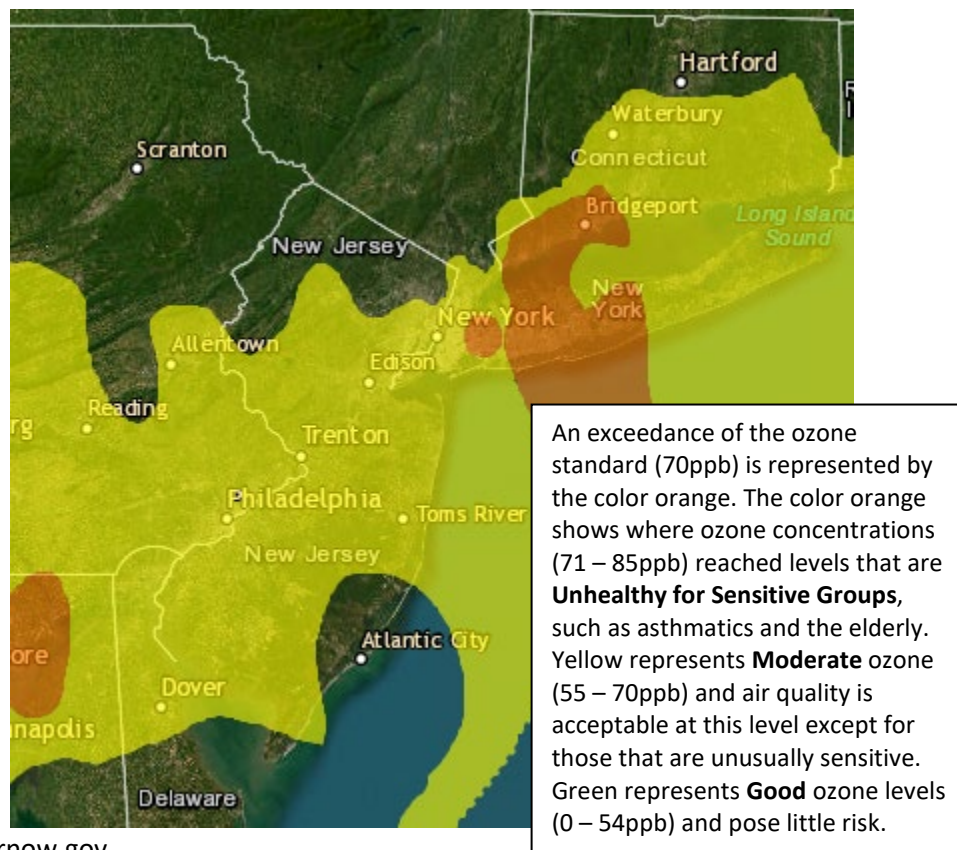 Hartford
Waterbury
Scranton
Connecticut
Bridgeport
Long Island
Sound
New Jersey
New
York
New York
Allentown
Edison
Reading
rg
Trenton
Philadelphia
Toms River
New Jersey
ore
Atlantic City
Dover
nnapolis
Delaware
An exceedance of the ozone
standard (70ppb) is represented by
the color orange. The color orange
shows where ozone concentrations
(71 – 85ppb) reached levels that are
Unhealthy for Sensitive Groups,
such as asthmatics and the elderly.
Yellow represents Moderate ozone
(55 – 70ppb) and air quality is
acceptable at this level except for
those that are unusually sensitive.
Green represents Good ozone levels
(0 – 54ppb) and pose little risk.
rnow.gov